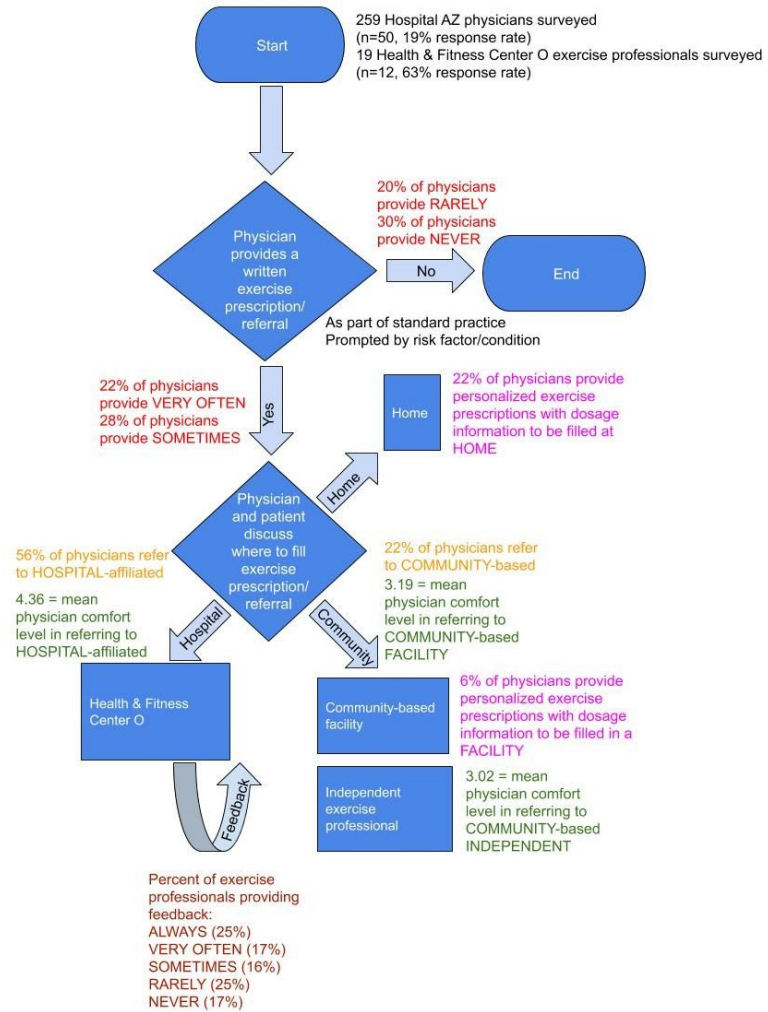 Start
259 Hospital AZ physicians surveyed
(n=50, 19% response rate)
19 Health & Fitness Center O exercise professionals surveyed
(n=12, 63% response rate)
Physician
provides a
written
exercise
prescription/
referral
20% of physicians
provide RARELY
30% of physicians
provide NEVER
No
End
As part of standard practice
Prompted by risk factor/condition
22% of physicians
provide VERY OFTEN
28% of physicians
provide SOMETIMES
Yes
Home
Home
22% of physicians provide
personalized exercise
prescriptions with dosage
information to be filled at
HOME
Physician
and patient
discuss
where to fill
exercise
prescription/
referral
56% of physicians refer
to HOSPITAL-affiliated
4.36 = mean
physician comfort
level in referring to
HOSPITAL-affiliated
22% of physicians refer
to COMMUNITY-based
3.19 = mean
physician comfort
level in referring to
COMMUNITY-based
FACILITY
Hospital
Community
Health & Fitness
Center O
Community-based
facility
6% of physicians provide
personalized exercise
prescriptions with dosage
information to be filled in a
FACILITY
Independent
exercise
professional
3.02 = mean
physician comfort
level in referring to
COMMUNITY-based
INDEPENDENT
Feedback
Percent of exercise
professionals providing
feedback:
ALWAYS (25%)
VERY OFTEN (17%)
SOMETIMES (16%)
RARELY (25%)
NEVER (17%)